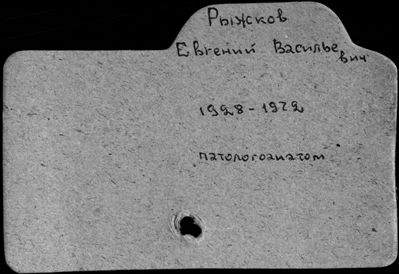 Рыжков
Евгений Васильевич
1928-1972
патологоанатом